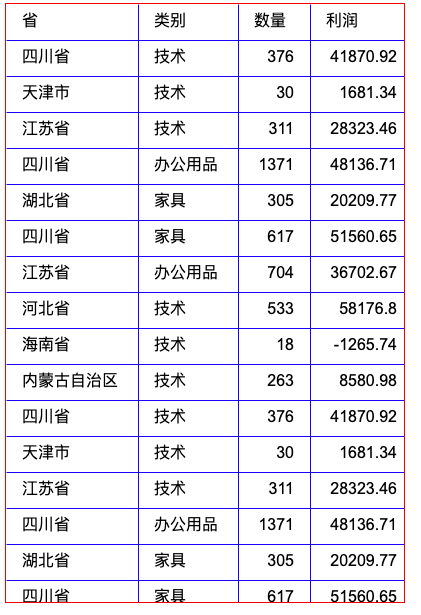 省 类别 数量 利润
四川省 技术 376 41870.92
天津市 技术 30 1681.34
江苏省 技术 311 28323.46
四川省 办公用品 1371 48136.71
湖北省 家具 305 20209.77
四川省 家具 617 51560.65
江苏省 办公用品 704 36702.67
河北省 技术 533 58176.8
海南省 技术 18 -1265.74
内蒙古自治区 技术 263 8580.98
四川省 技术 376 41870.92
天津市 技术 30 1681.34
江苏省 技术 311 28323.46
四川省 办公用品 1371 48136.71
湖北省 家具 305 20209.77
四川省 家具 617 51560.65